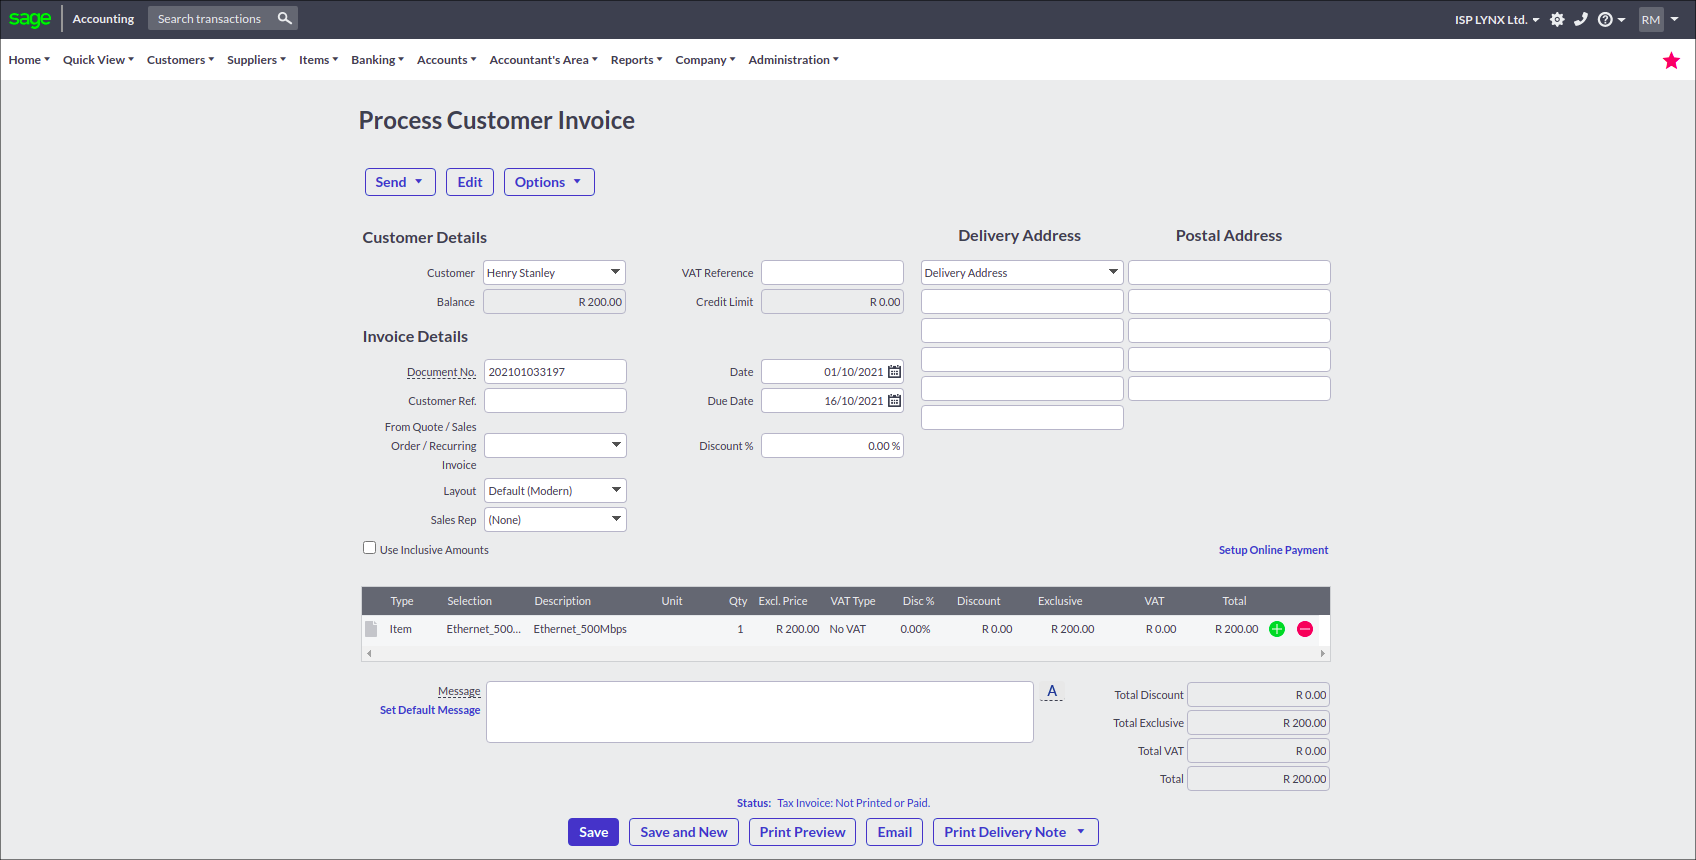 sage Accounting Search transactions ISP LYNX Ltd. RM
Home Quick View Customers Suppliers Items Banking Accounts Accountant's Area Reports Company Administration
Process Customer Invoice
Send Edit Options
Customer Details Delivery Address Postal Address
Customer Henry Stanley VAT Reference Delivery Address
Balance R 200.00 Credit Limit R 0.00
Invoice Details
Document No. 202101033197 Date 01/10/2021
Customer Ref. Due Date 16/10/2021
From Quote / Sales
Order / Recurring Discount % 0.00 %
Invoice
Layout Default (Modern)
Sales Rep (None)
Use Inclusive Amounts Setup Online Payment
Type Selection Description Unit Qty Excl. Price VAT Type Disc % Discount Exclusive VAT Total
Item Ethernet_500... Ethernet_500Mbps 1 R 200.00 No VAT 0.00% R 0.00 R 200.00 R 0.00 R 200.00
Message A Total Discount R 0.00
Set Default Message Total Exclusive R 200.00
Total VAT R 0.00
Total R 200.00
Status: Tax Invoice: Not Printed or Paid.
Save Save and New Print Preview Email Print Delivery Note